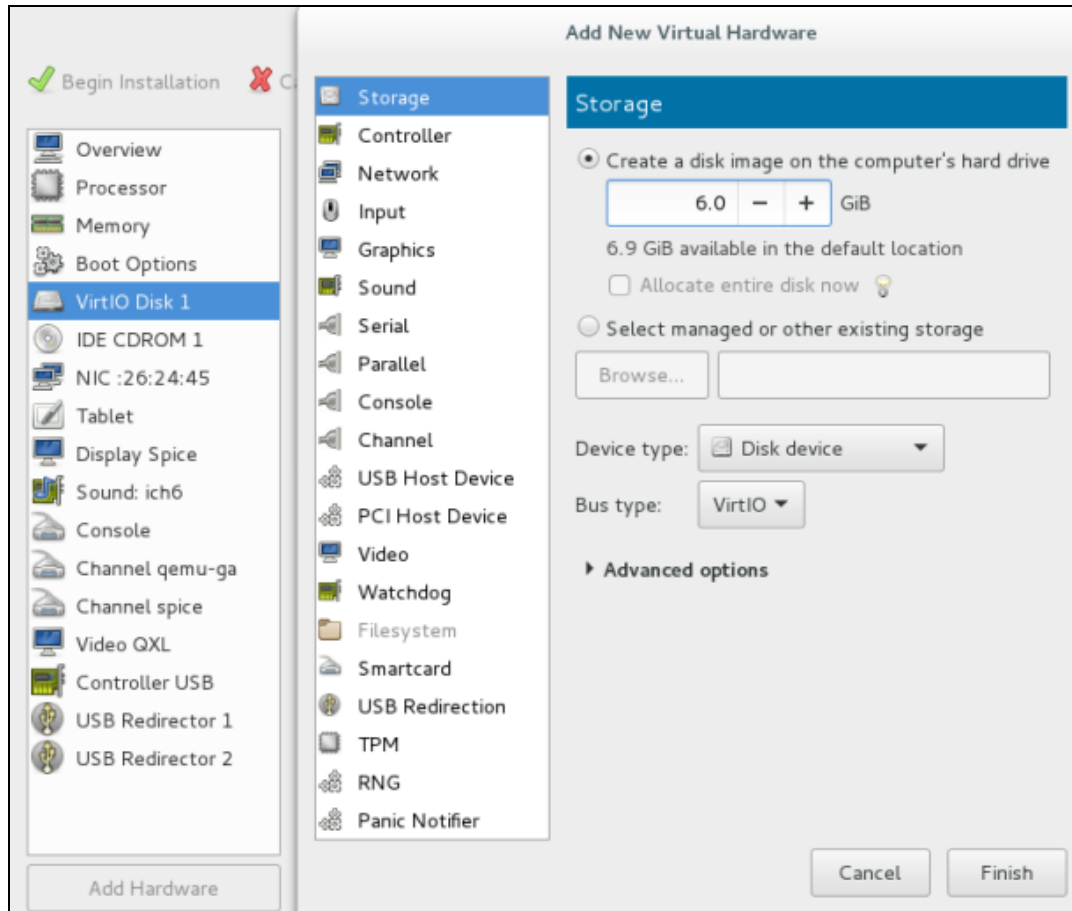 Add New Virtual Hardware
Begin Installation
Overview
Processor
Memory
Boot Options
VirtIO Disk 1
IDE CDROM 1
NIC :26:24:45
Tablet
Display Spice
Sound: ich6
Console
Channel qemu-ga
Channel spice
Video QXL
Controller USB
USB Redirector 1
USB Redirector 2
Add Hardware
Storage
Controller
Network
Input
Graphics
Sound
Serial
Parallel
Console
Channel
USB Host Device
PCI Host Device
Video
Watchdog
Filesystem
Smartcard
USB Redirection
TPM
RNG
Panic Notifier
Storage
Create a disk image on the computer's hard drive
6.0 − + GiB
6.9 GiB available in the default location
Allocate entire disk now
Select managed or other existing storage
Browse...
Device type: Disk device
Bus type: VirtIO
Advanced options
Cancel Finish